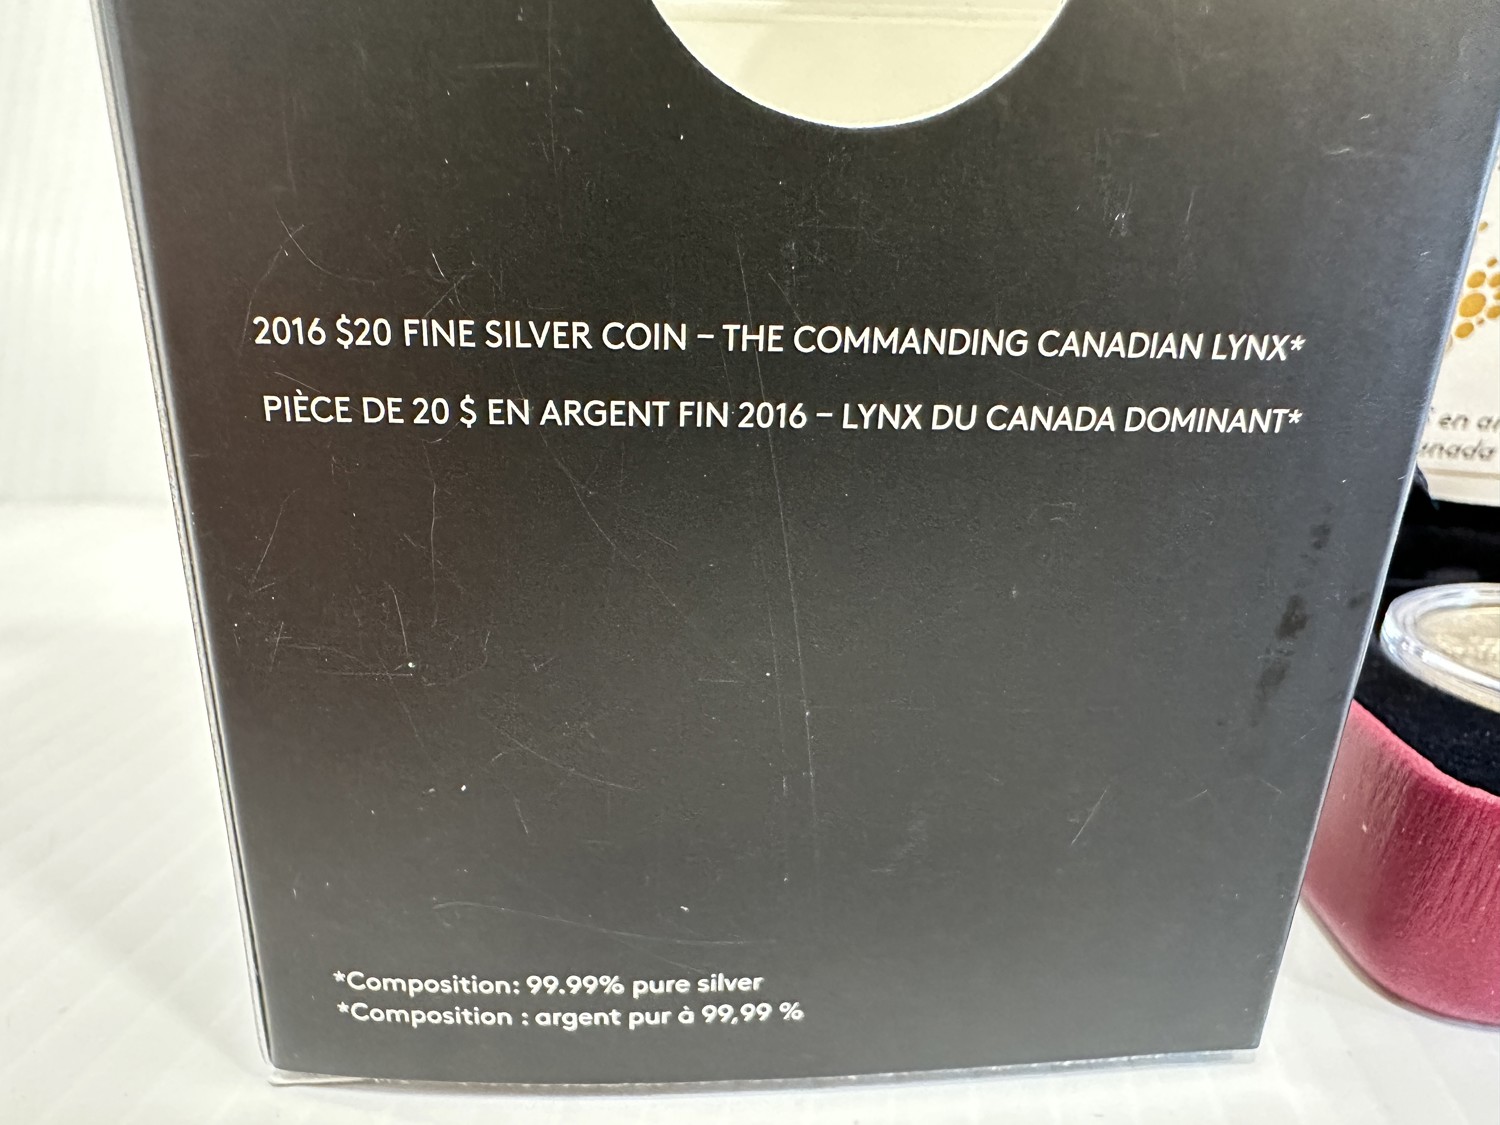 2016 $20 FINE SILVER COIN – THE COMMANDING CANADIAN LYNX*
PIÈCE DE 20 $ EN ARGENT FIN 2016 – LYNX DU CANADA DOMINANT*
*Composition: 99.99% pure silver
*Composition : argent pur à 99,99 %
en